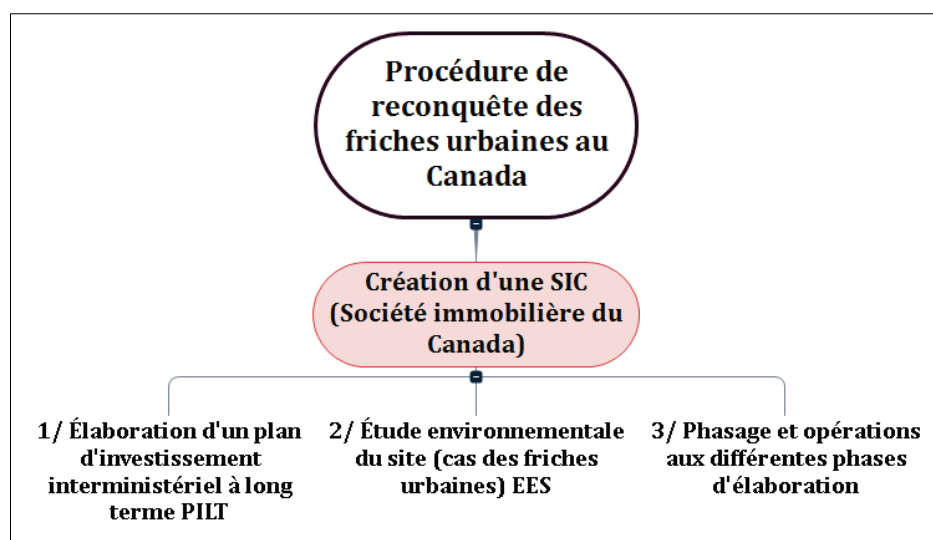 Procédure de
reconquête des
friches urbaines au
Canada
Création d'une SIC
(Société immobilière du
Canada)
1/ Élaboration d'un plan
d'investissement
interministériel à long
terme PILT
2/ Étude environnementale
du site (cas des friches
urbaines) EES
3/ Phasage et opérations
aux différentes phases
d'élaboration